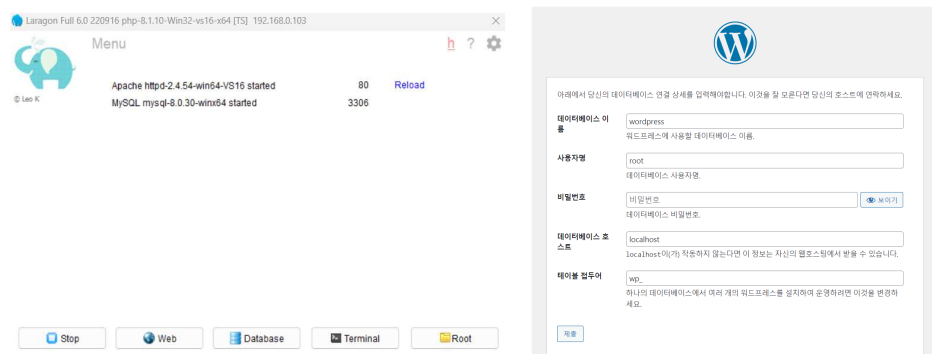 Laragon Full 6.0 220916 php-8.1.10-Win32-vs16-x64 [TS] 192.168.0.103
Menu
h ?
© Leo K
Apache httpd-2.4.54-win64-VS16 started 80 Reload
MySQL mysql-8.0.30-winx64 started 3306
Stop
Web
Database
Terminal
Root
아래에서 당신의 데이터베이스 연결 상세를 입력해야합니다. 이것을 잘 모른다면 당신의 호스트에 연락하세요.
데이터베이스 이
름
wordpress
워드프레스에 사용할 데이터베이스 이름.
사용자명
root
데이터베이스 사용자명.
비밀번호
비밀번호
보이기
데이터베이스 비밀번호.
데이터베이스 호
스트
localhost
localhost이(가) 작동하지 않는다면 이 정보는 자신의 웹호스팅에서 받을 수 있습니다.
테이블 접두어
wp_
하나의 데이터베이스에서 여러 개의 워드프레스를 설치하여 운영하려면 이것을 변경하
세요.
제출